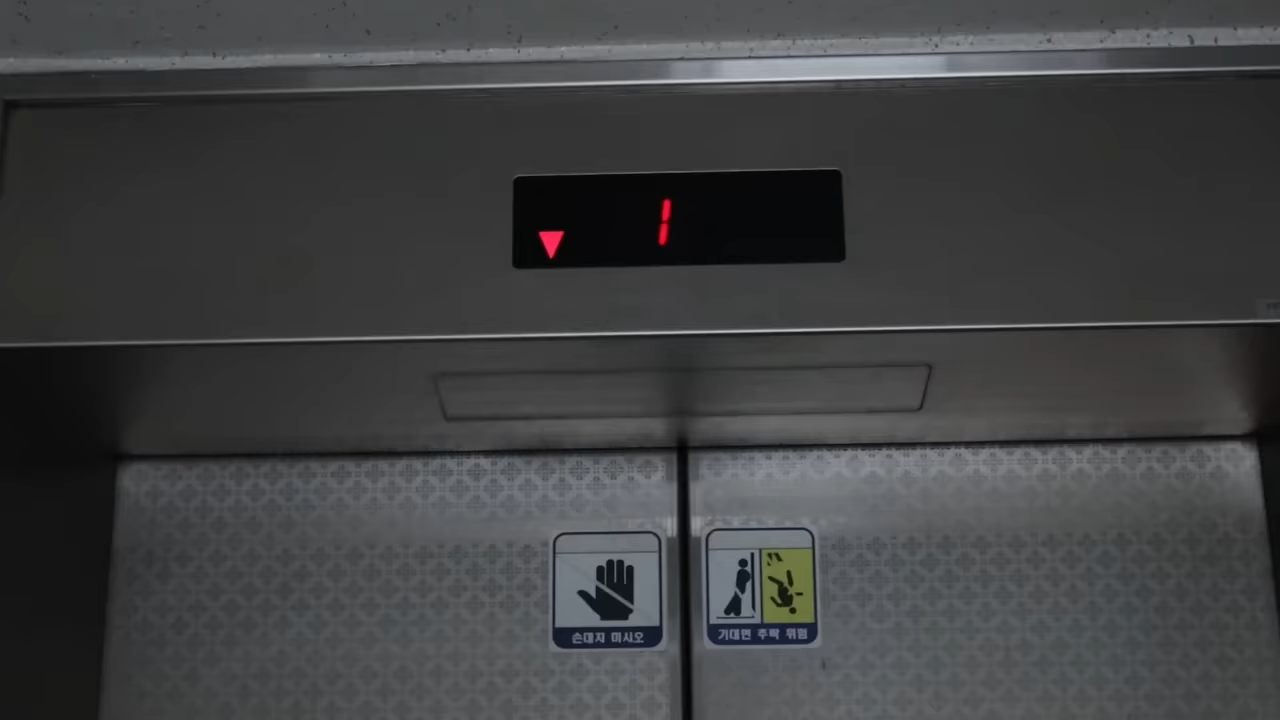 1
손대지 마시오
기대면 추락 위험